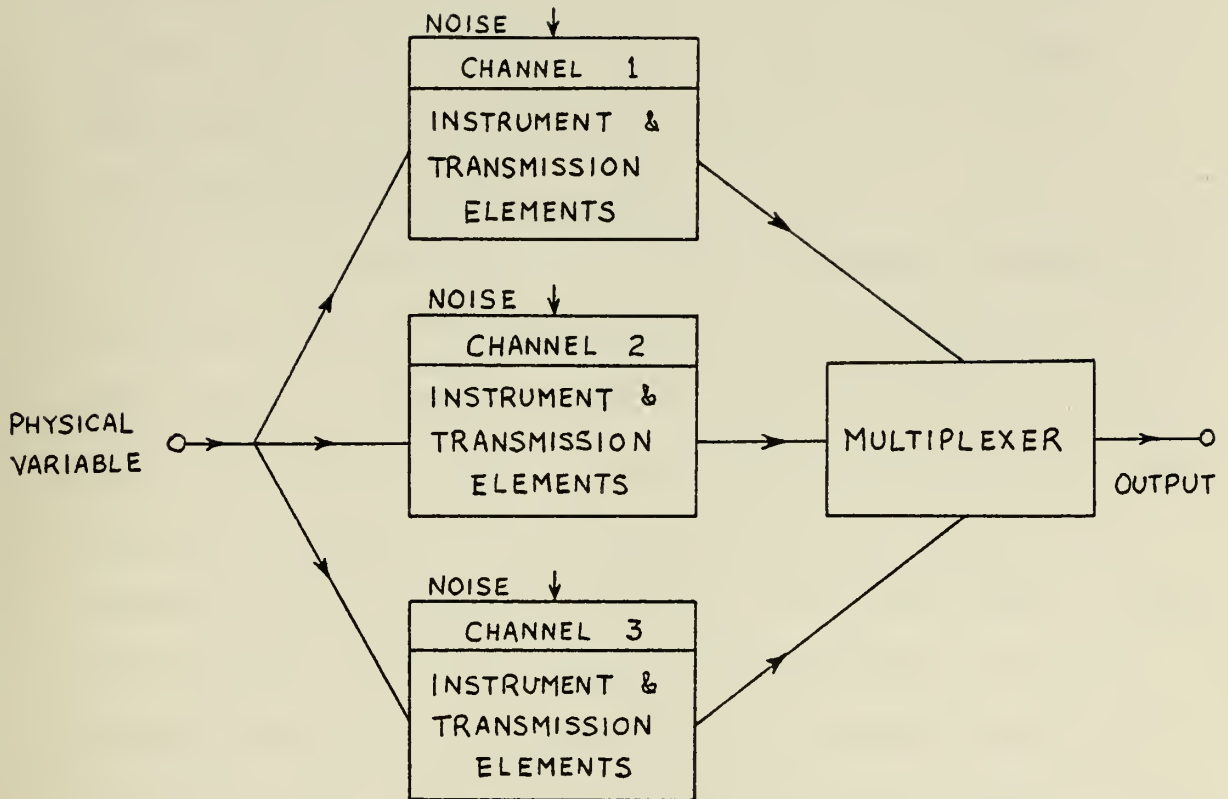 NOISE
CHANNEL 1
INSTRUMENT &
TRANSMISSION
ELEMENTS
NOISE
CHANNEL 2
INSTRUMENT &
TRANSMISSION
ELEMENTS
PHYSICAL
VARIABLE
MULTIPLEXER
OUTPUT
NOISE
CHANNEL 3
INSTRUMENT &
TRANSMISSION
ELEMENTS